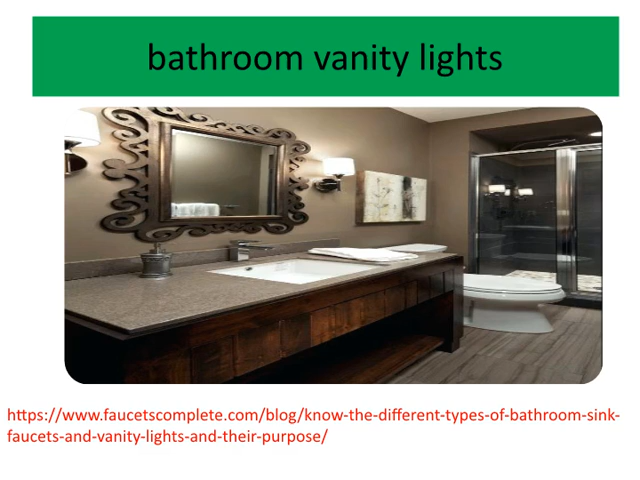 bathroom vanity lights
https://www.faucetscomplete.com/blog/know-the-different-types-of-bathroom-sink-
faucets-and-vanity-lights-and-their-purpose/